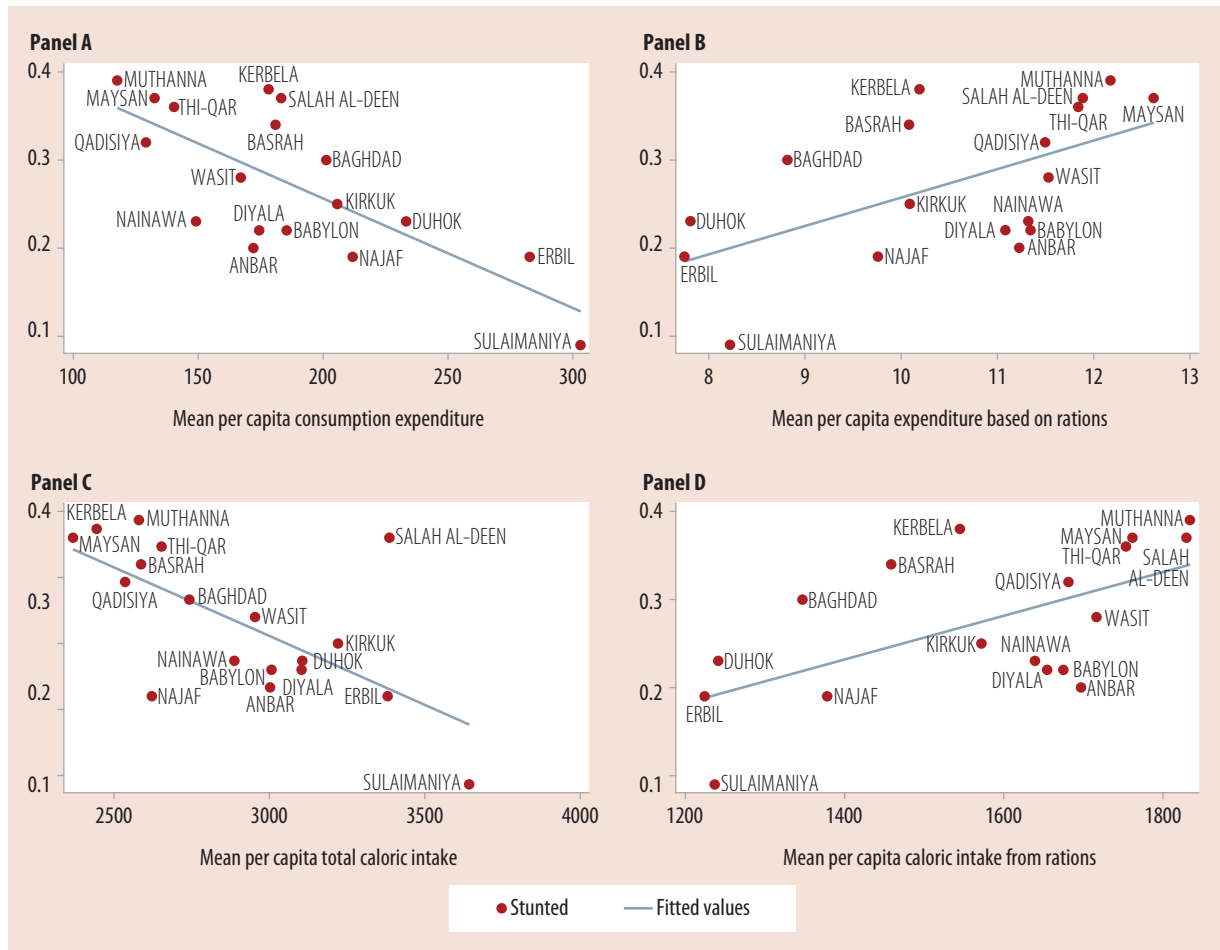 Panel A
0.4
0.3
0.2
0.1
MUTHANNA
KERBELA
MAYSAN
THI-QAR
SALAH AL-DEEN
QADISIYA
BASRAH
BAGHDAD
WASIT
KIRKUK
NAINAWA
DIYALA
BABYLON
DUHOK
ANBAR
NAJAF
ERBIL
SULAIMANIYA
100 150 200 250 300
Mean per capita consumption expenditure
Panel B
0.4
0.3
0.2
0.1
MUTHANNA
KERBELA
SALAH AL-DEEN
MAYSAN
THI-QAR
BASRAH
QADISIYA
BAGHDAD
WASIT
KIRKUK
NAINAWA
DUHOK
DIYALA
BABYLON
ANBAR
NAJAF
ERBIL
SULAIMANIYA
8 9 10 11 12 13
Mean per capita expenditure based on rations
Panel C
0.4
0.3
0.2
0.1
KERBELA
MUTHANNA
SALAH AL-DEEN
MAYSAN
THI-QAR
BASRAH
QADISIYA
BAGHDAD
WASIT
KIRKUK
NAINAWA
DUHOK
BABYLON
DIYALA
NAJAF
ANBAR
ERBIL
SULAIMANIYA
2500 3000 3500 4000
Mean per capita total caloric intake
Panel D
0.4
0.3
0.2
0.1
MUTHANNA
KERBELA
MAYSAN
THI-QAR
SALAH
AL-DEEN
BASRAH
QADISIYA
BAGHDAD
WASIT
KIRKUK
NAINAWA
DUHOK
DIYALA
BABYLON
ANBAR
NAJAF
ERBIL
SULAIMANIYA
1200 1400 1600 1800
Mean per capita caloric intake from rations
Stunted Fitted values